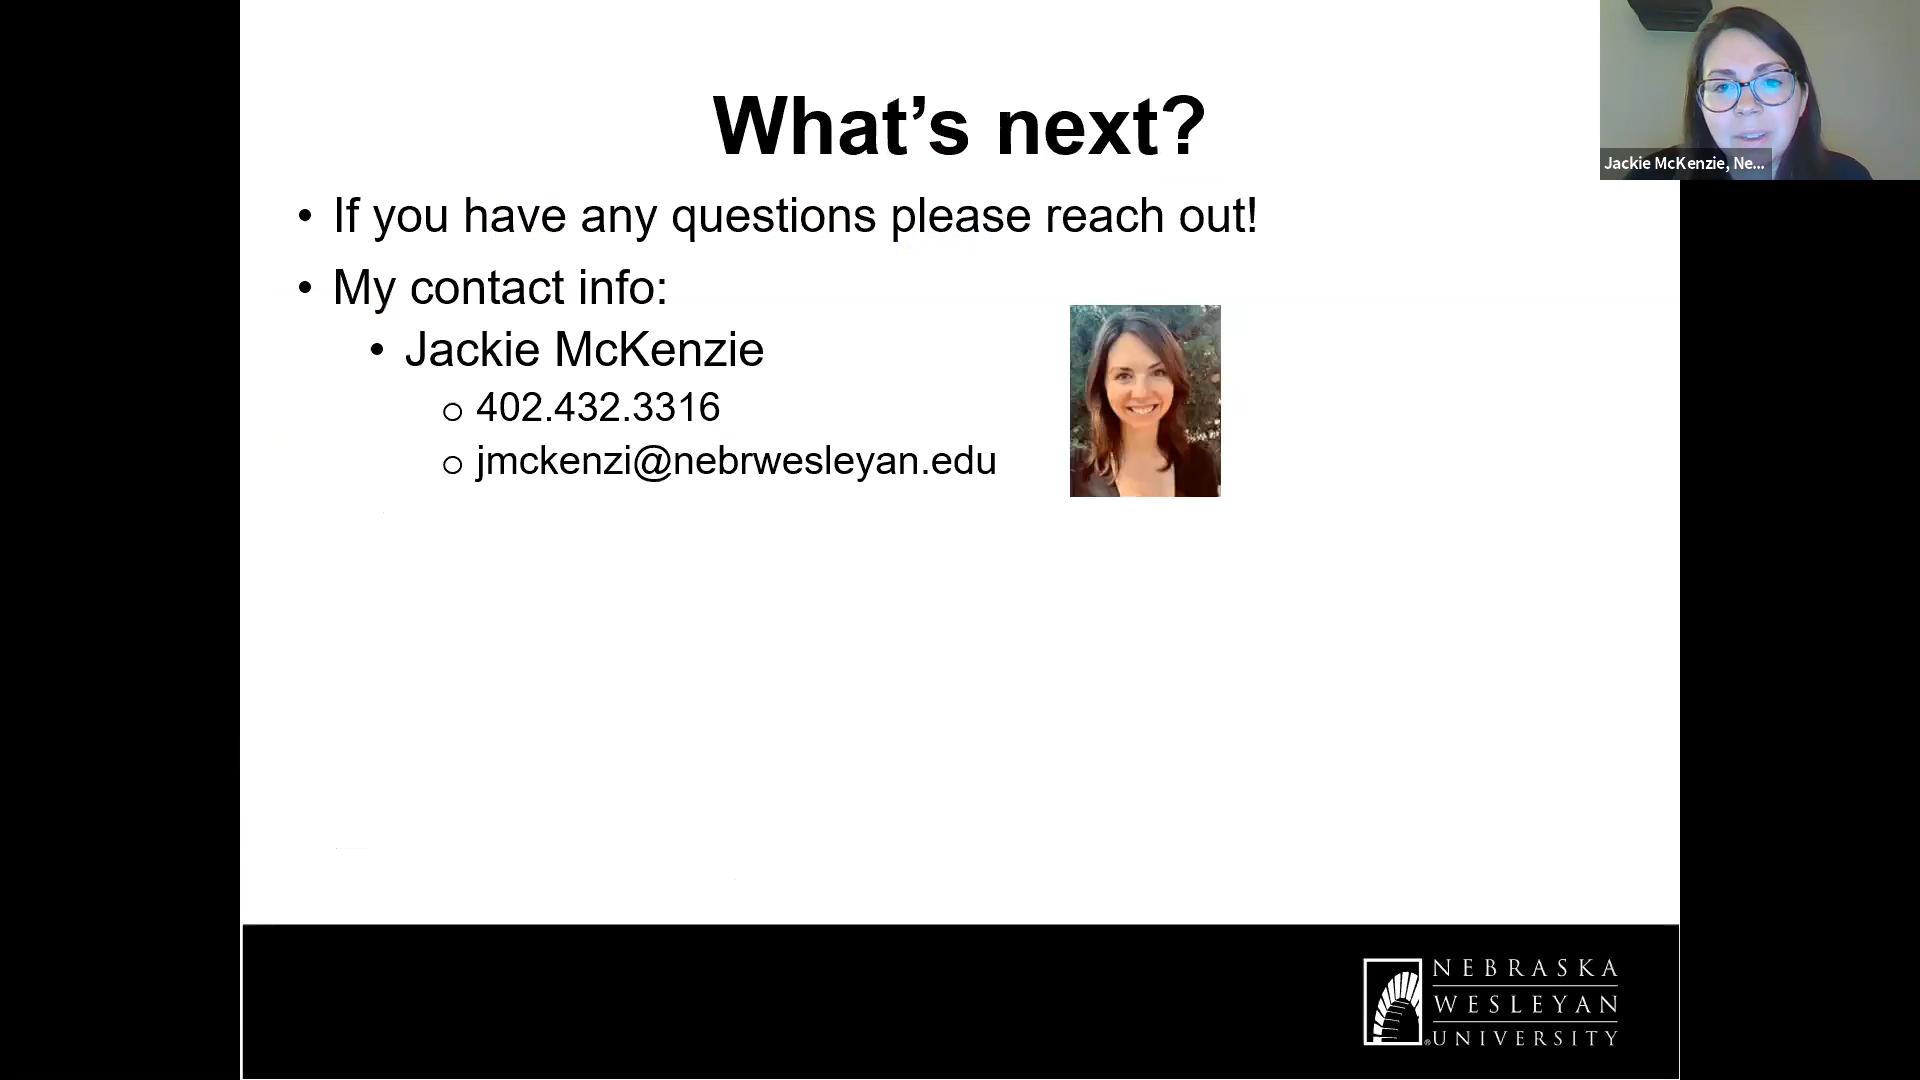 What's next?
• If you have any questions please reach out!
• My contact info:
• Jackie McKenzie
o 402.432.3316
o jmckenzi@nebrwesleyan.edu
Jackie McKenzie, Ne...
NEBRASKA
WESLEYAN
UNIVERSITY